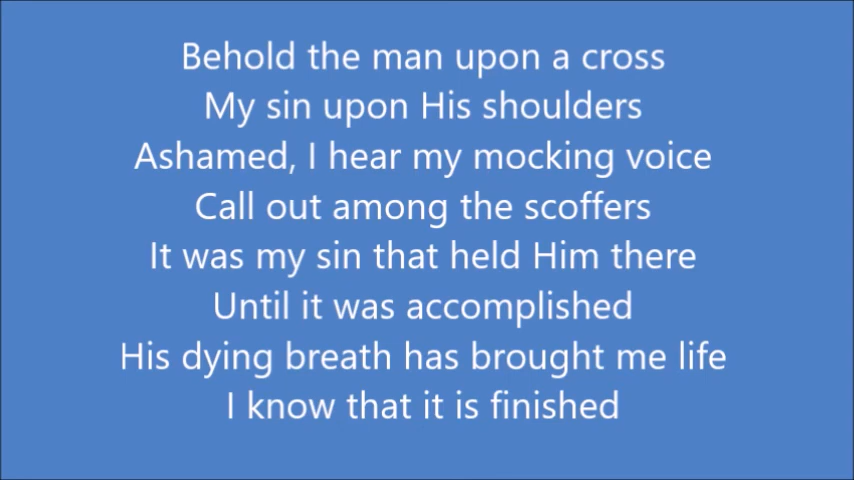 Behold the man upon a cross
My sin upon His shoulders
Ashamed, I hear my mocking voice
Call out among the scoffers
It was my sin that held Him there
Until it was accomplished
His dying breath has brought me life
I know that it is finished